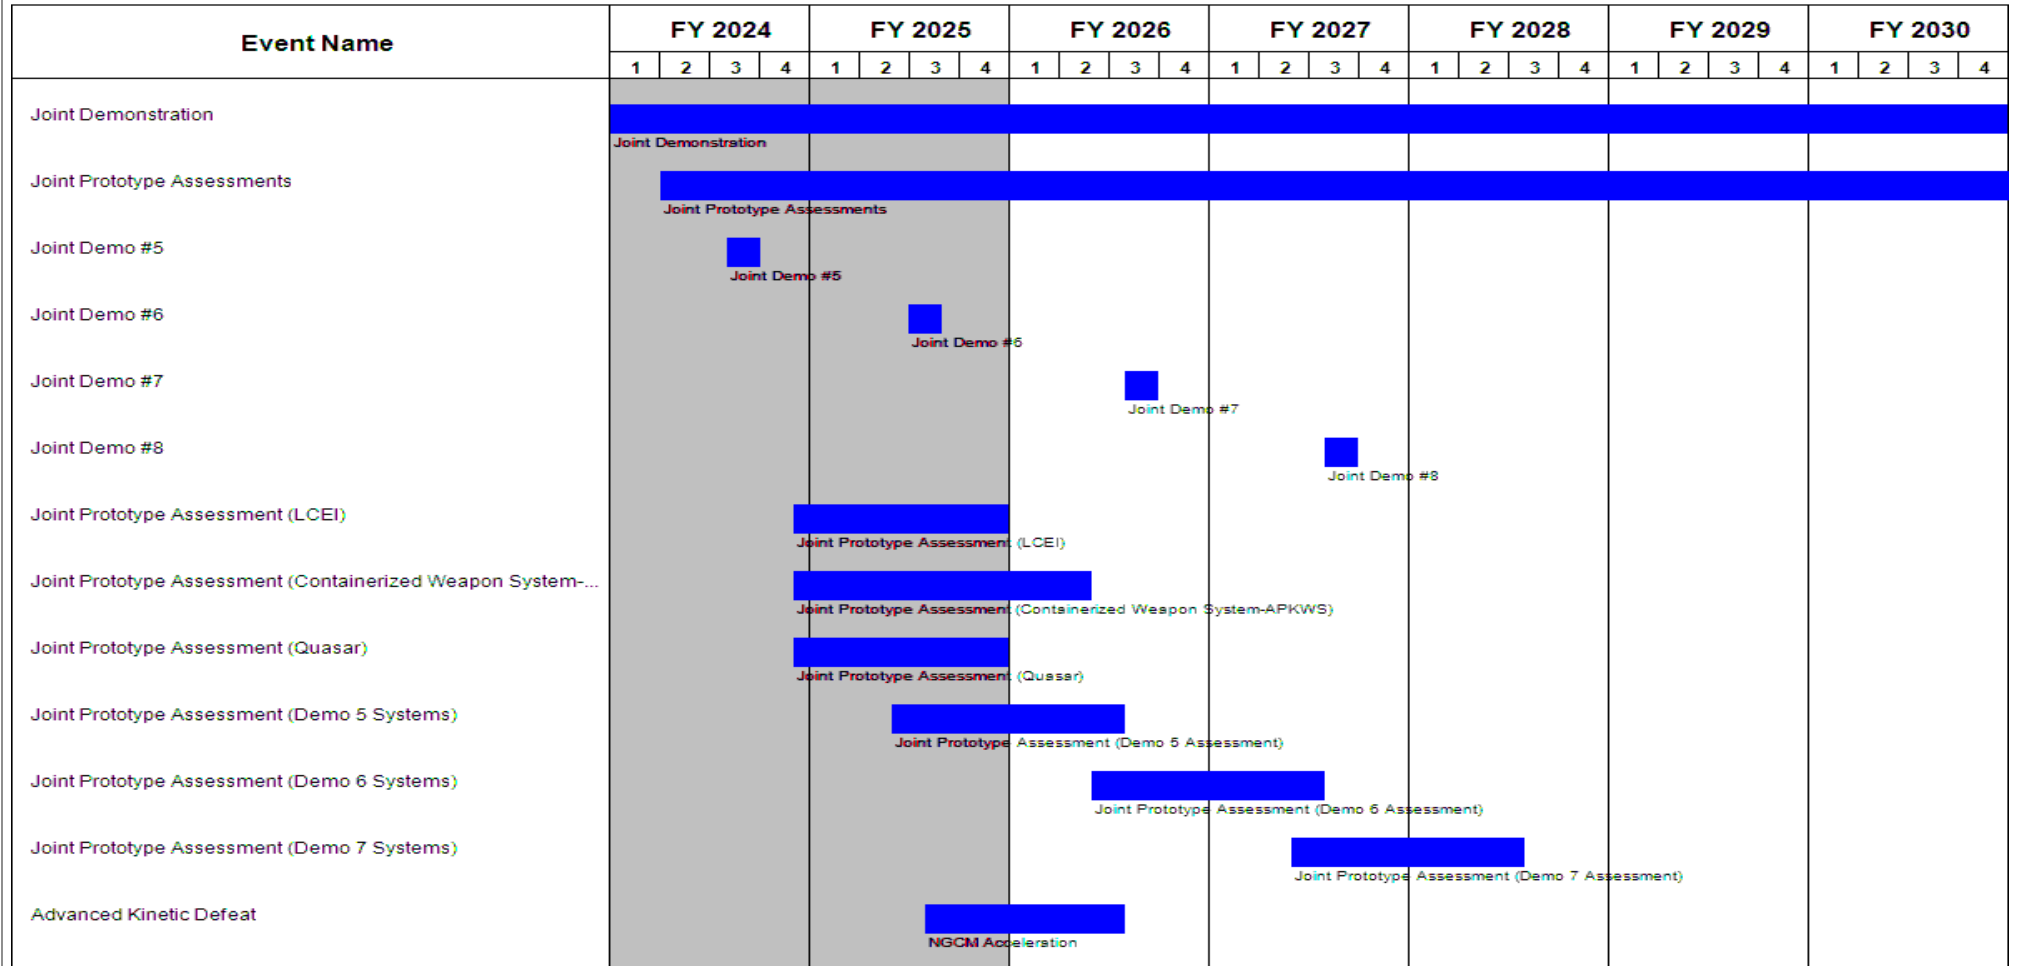 Event Name FY 2024 FY 2025 FY 2026 FY 2027 FY 2028 FY 2029 FY 2030
1 2 3 4 1 2 3 4 1 2 3 4 1 2 3 4 1 2 3 4 1 2 3 4 1 2 3 4
Joint Demonstration
Joint Demonstration
Joint Prototype Assessments
Joint Prototype Assessments
Joint Demo #5
Joint Demo #5
Joint Demo #6
Joint Demo #6
Joint Demo #7
Joint Demo #7
Joint Demo #8
Joint Demo #8
Joint Prototype Assessment (LCEI)
Joint Prototype Assessment (LCEI)
Joint Prototype Assessment (Containerized Weapon System-...
Joint Prototype Assessment (Containerized Weapon System-APKWS)
Joint Prototype Assessment (Quasar)
Joint Prototype Assessment (Quasar)
Joint Prototype Assessment (Demo 5 Systems)
Joint Prototype Assessment (Demo 5 Assessment)
Joint Prototype Assessment (Demo 6 Systems)
Joint Prototype Assessment (Demo 6 Assessment)
Joint Prototype Assessment (Demo 7 Systems)
Joint Prototype Assessment (Demo 7 Assessment)
Advanced Kinetic Defeat
NGCM Acceleration